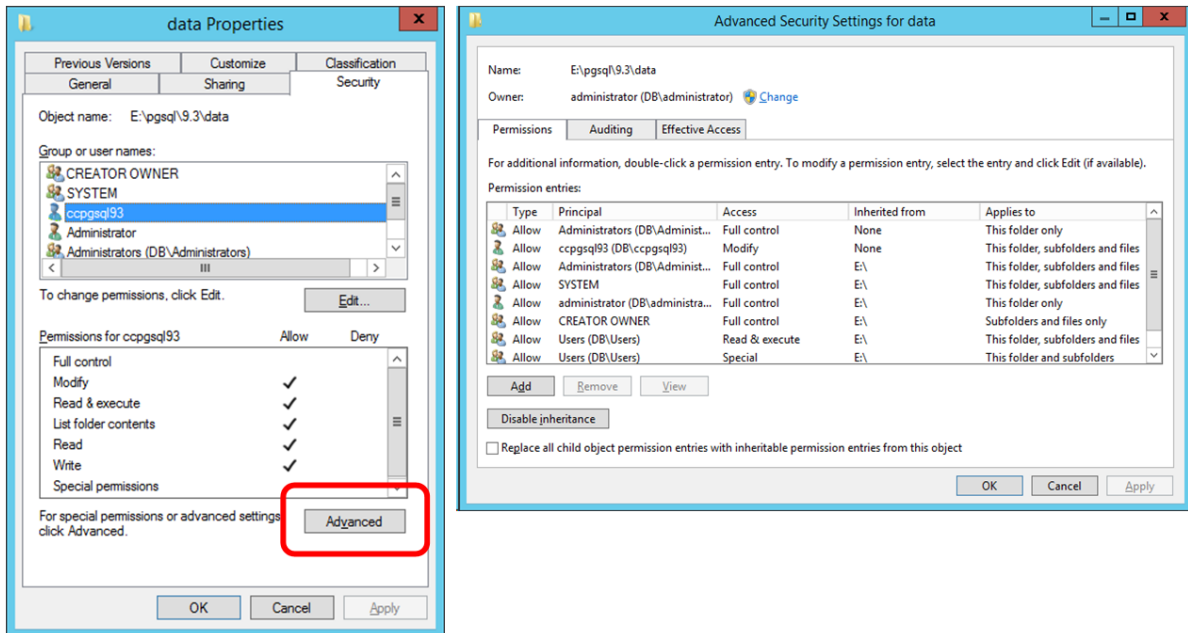 data Properties
x
Previous Versions Customize Classification
General Sharing Security
Object name: E:\pgsql\9.3\data
Group or user names:
CREATOR OWNER
SYSTEM
ccpgsql93
Administrator
Administrators (DB\Administrators)
To change permissions, click Edit.
Edit...
Permissions for ccpgsql93 Allow Deny
Full control
Modify
Read & execute
List folder contents
Read
Write
Special permissions
For special permissions or advanced settings,
click Advanced.
Advanced
OK Cancel Apply
Advanced Security Settings for data
x
Name: E:\pgsql\9.3\data
Owner: administrator (DB\administrator) Change
Permissions Auditing Effective Access
For additional information, double-click a permission entry. To modify a permission entry, select the entry and click Edit (if available).
Permission entries:
Type Principal Access Inherited from Applies to
Allow Administrators (DB\Administ... Full control None This folder only
Allow ccpgsql93 (DB\ccpgsql93) Modify None This folder, subfolders and files
Allow Administrators (DB\Administ... Full control E:\ This folder, subfolders and files
Allow SYSTEM Full control E:\ This folder, subfolders and files
Allow administrator (DB\administra... Full control E:\ This folder only
Allow CREATOR OWNER Full control E:\ Subfolders and files only
Allow Users (DB\Users) Read & execute E:\ This folder, subfolders and files
Allow Users (DB\Users) Special E:\ This folder and subfolders
Add Remove View
Disable inheritance
Replace all child object permission entries with inheritable permission entries from this object
OK Cancel Apply